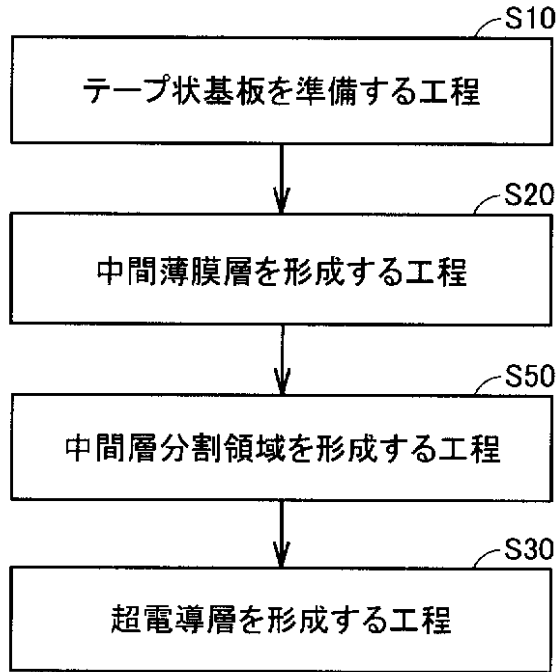 S10
テープ状基板を準備する工程
S20
中間薄膜層を形成する工程
S50
中間層分割領域を形成する工程
S30
超電導層を形成する工程